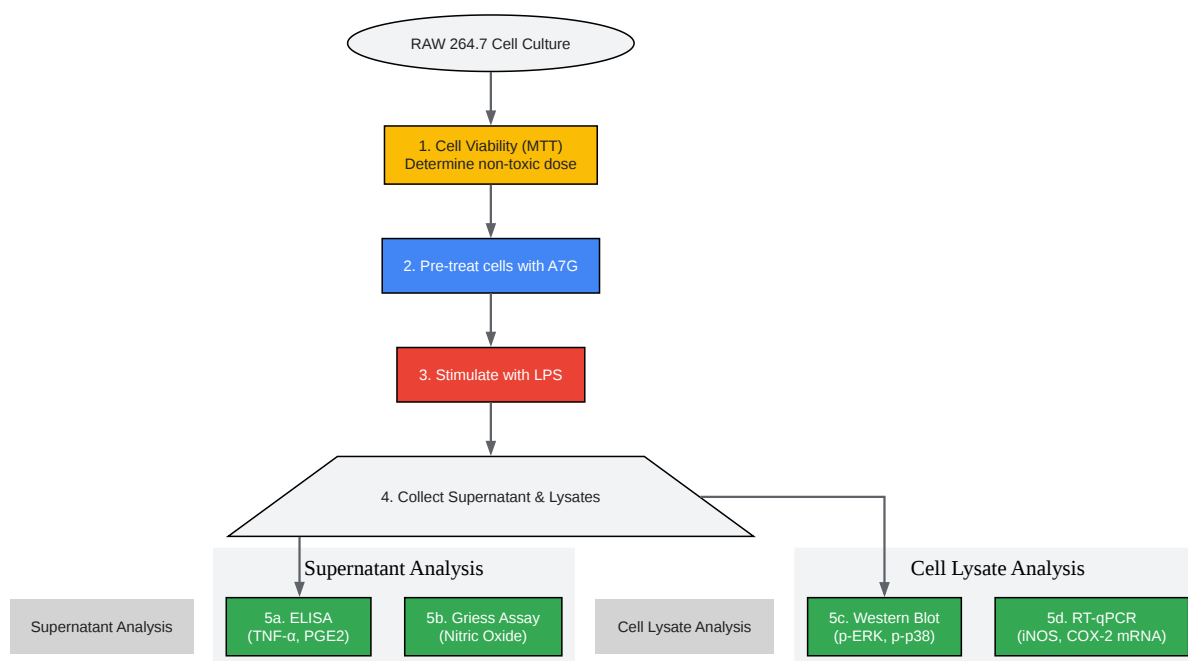 RAW 264.7 Cell Culture
1. Cell Viability (MTT)
Determine non-toxic dose
2. Pre-treat cells with A7G
3. Stimulate with LPS
4. Collect Supernatant & Lysates
Supernatant Analysis
Cell Lysate Analysis
Supernatant Analysis
5a. ELISA
(TNF-α, PGE2)
5b. Griess Assay
(Nitric Oxide)
Cell Lysate Analysis
5c. Western Blot
(p-ERK, p-p38)
5d. RT-qPCR
(iNOS, COX-2 mRNA)